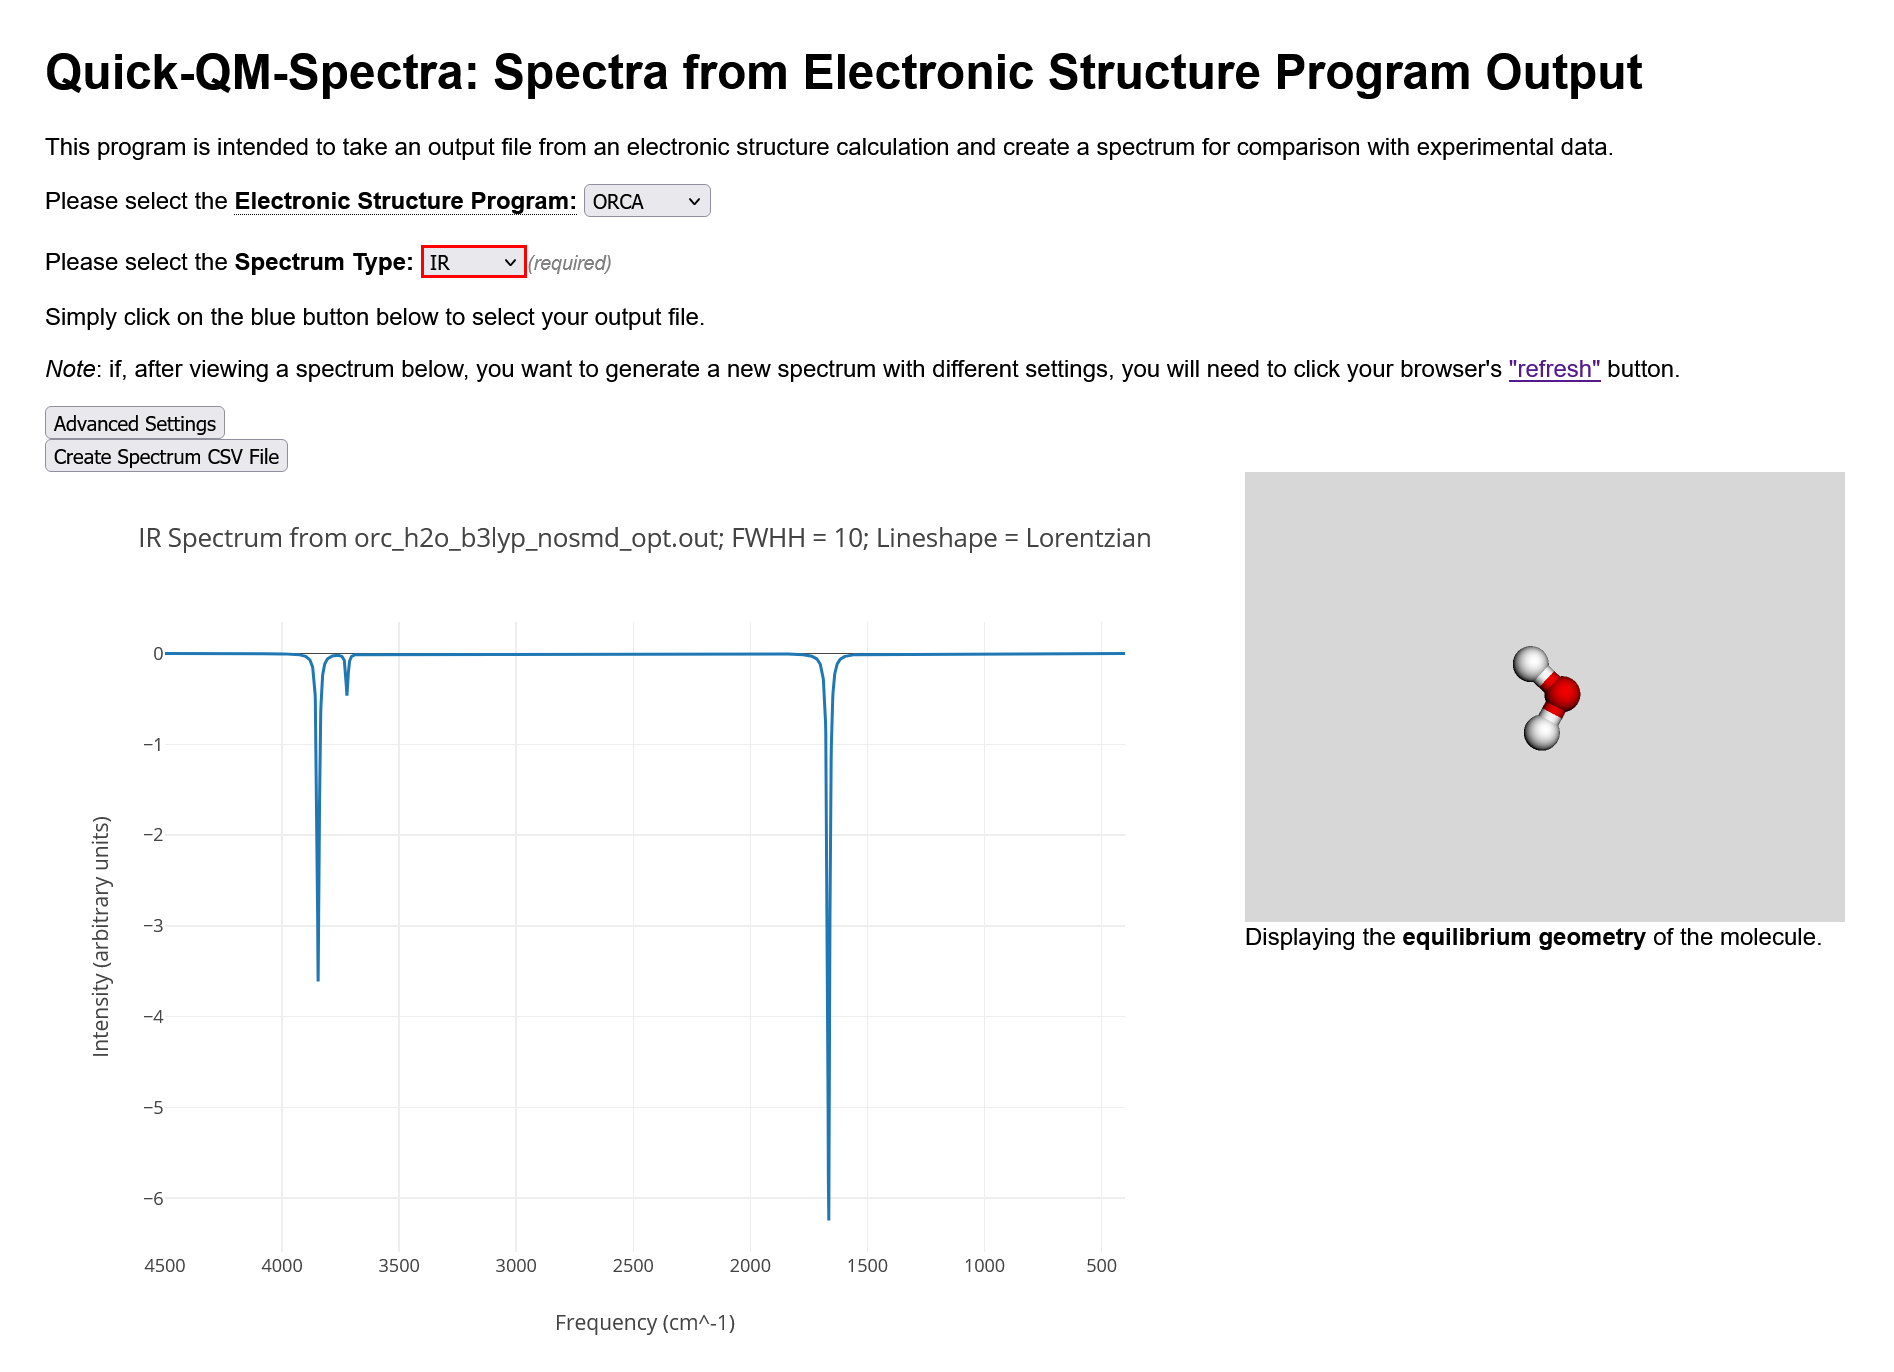 Quick-QM-Spectra: Spectra from Electronic Structure Program Output
This program is intended to take an output file from an electronic structure calculation and create a spectrum for comparison with experimental data.
Please select the Electronic Structure Program: ORCA
Please select the Spectrum Type: IR (required)
Simply click on the blue button below to select your output file.
Note: if, after viewing a spectrum below, you want to generate a new spectrum with different settings, you will need to click your browser's "refresh" button.
Advanced Settings
Create Spectrum CSV File
IR Spectrum from orc_h2o_b3lyp_nosmd_opt.out; FWHH = 10; Lineshape = Lorentzian
0
−1
−2
−3
−4
−5
−6
Intensity (arbitrary units)
4500 4000 3500 3000 2500 2000 1500 1000 500
Frequency (cm^-1)
Displaying the equilibrium geometry of the molecule.